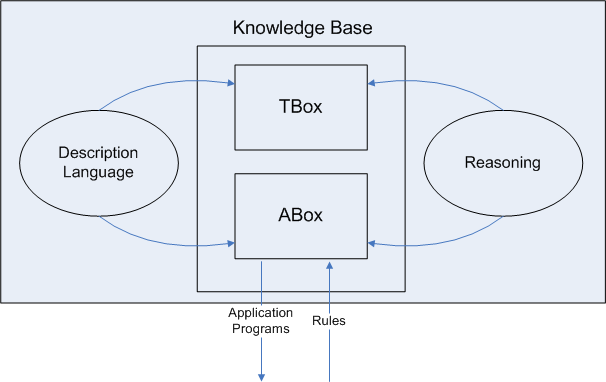 Knowledge Base
TBox
Description
Language
Reasoning
ABox
Application
Programs
Rules